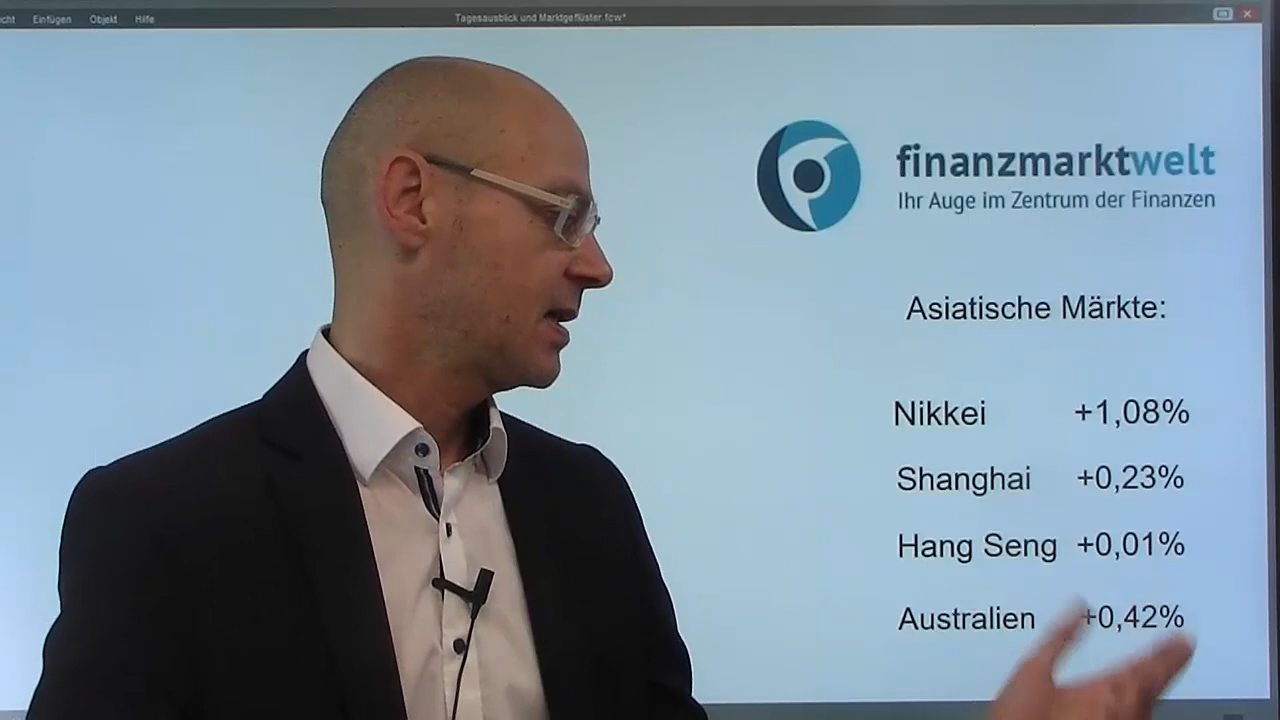 Einfügen Objekt Hilfe Tagesausblick und Marktgeflüster.fcw*
finanzmarktwelt
Ihr Auge im Zentrum der Finanzen
Asiatische Märkte:
Nikkei +1,08%
Shanghai +0,23%
Hang Seng +0,01%
Australien +0,42%